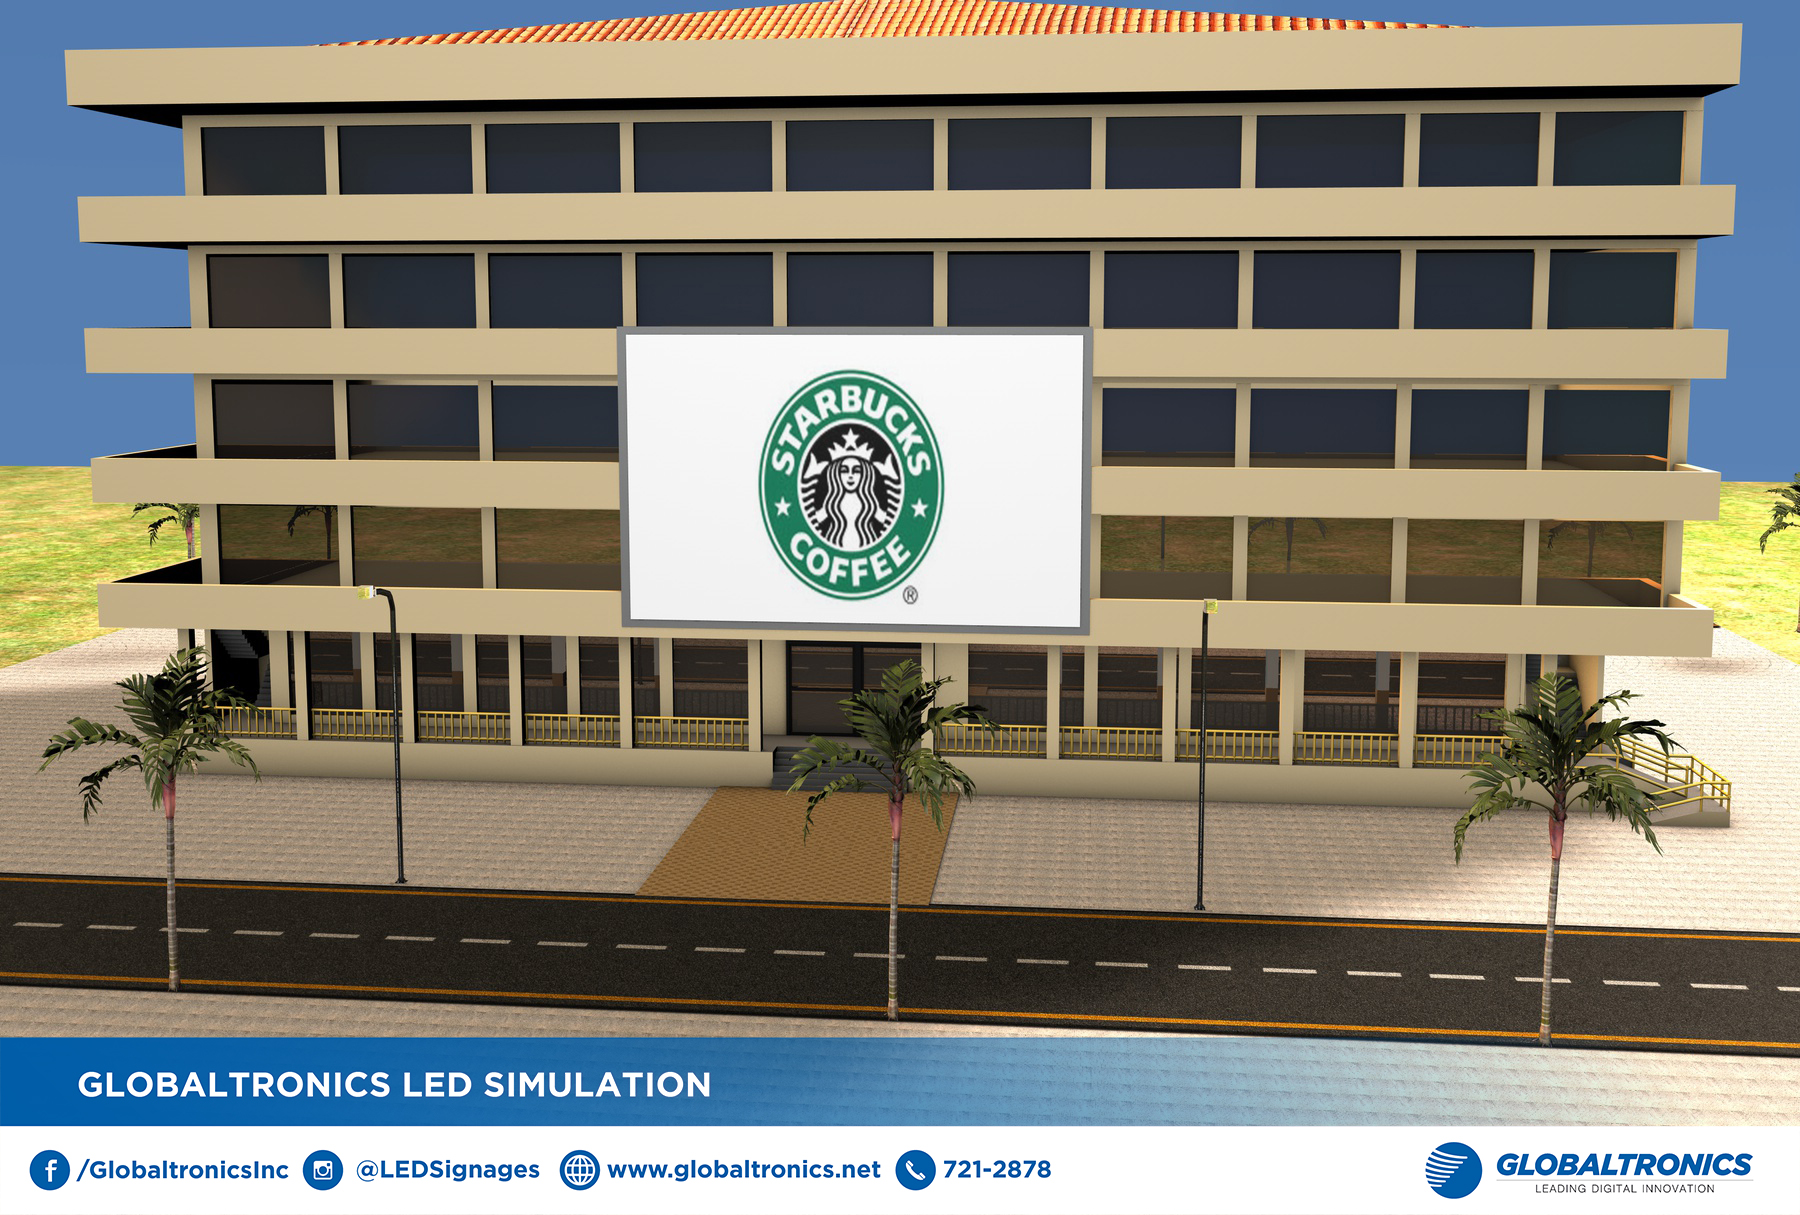 STARBUCKS
COFFEE
®
GLOBALTRONICS LED SIMULATION
/GlobaltronicsInc @LEDSignages www.globaltronics.net 721-2878
GLOBALTRONICS
LEADING DIGITAL INNOVATION